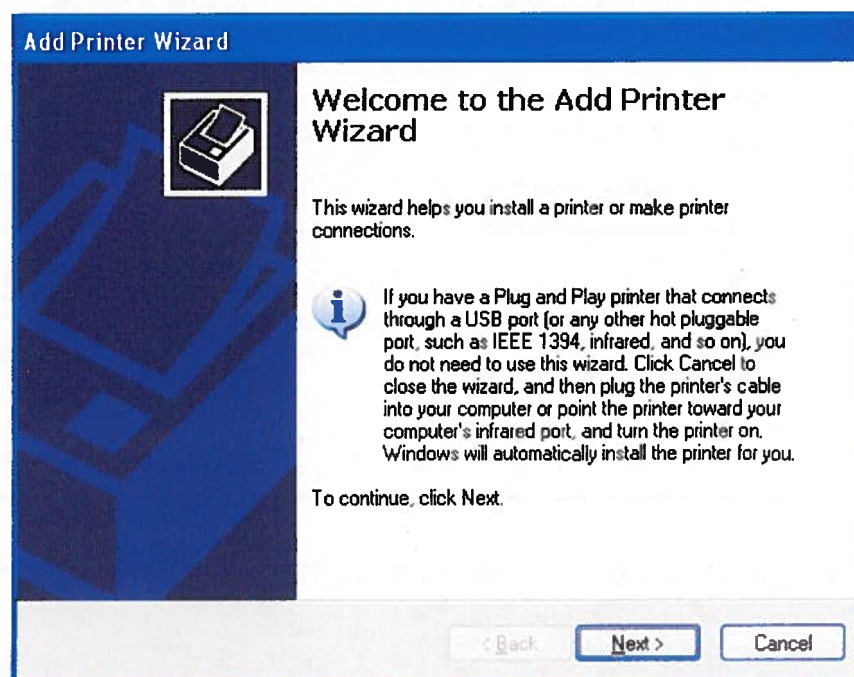 Add Printer Wizard
Welcome to the Add Printer
Wizard
This wizard helps you install a printer or make printer
connections.
If you have a Plug and Play printer that connects
through a USB port (or any other hot pluggable
port, such as IEEE 1394, infrared, and so on), you
do not need to use this wizard. Click Cancel to
close the wizard, and then plug the printer's cable
into your computer or point the printer toward your
computer's infrared port, and turn the printer on.
Windows will automatically install the printer for you.
To continue, click Next.
< Back Next > Cancel